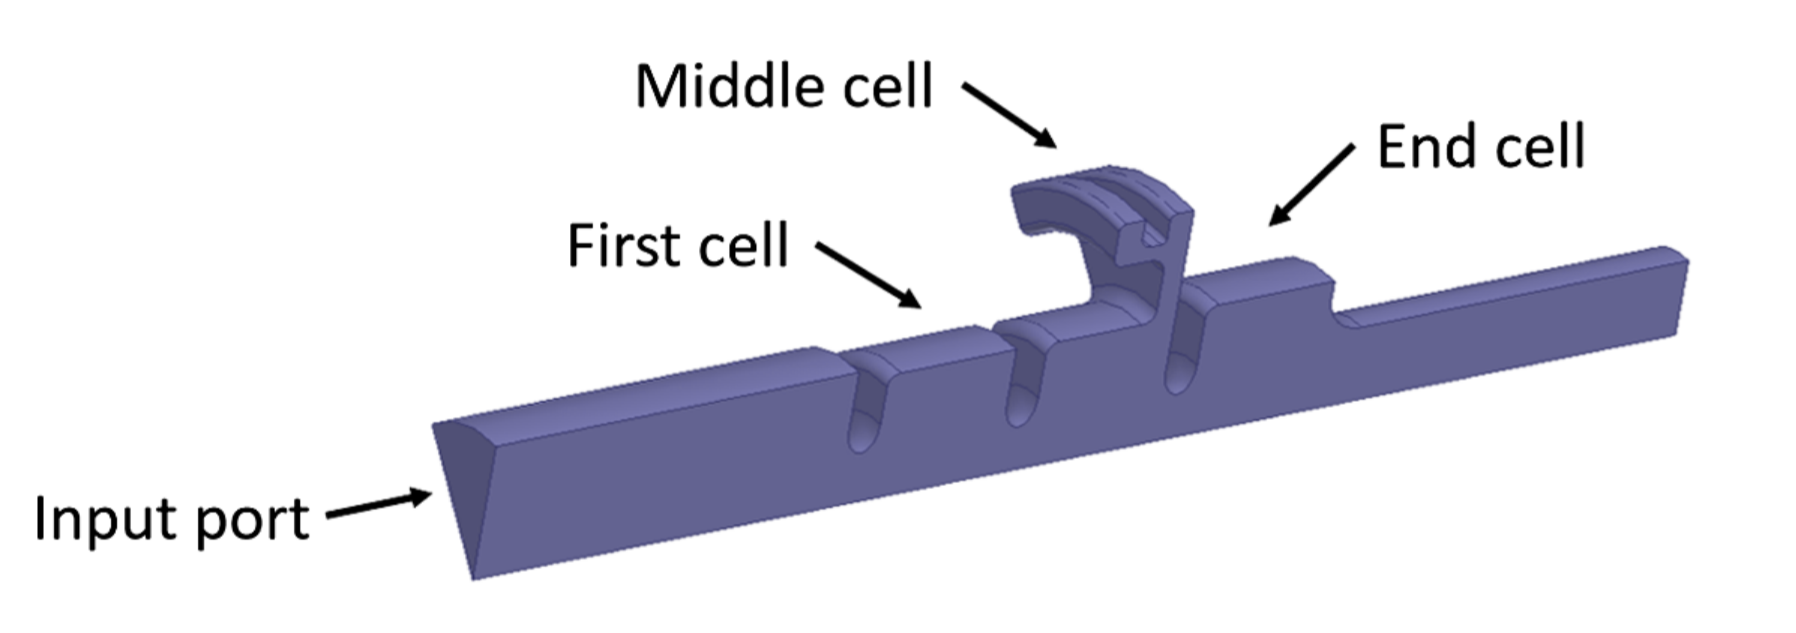 Middle cell
End cell
First cell
Input port